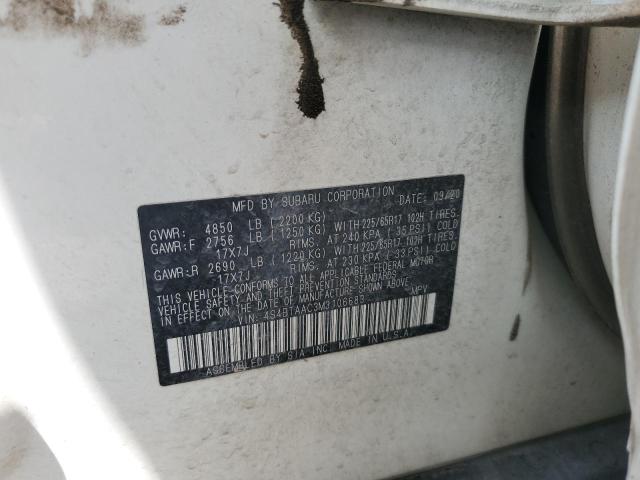 MFD BY SUBARU CORPORATION DATE: 09/20
GVWR: 4850 LB ( 2200 KG)
GAWR:F 2756 LB ( 1250 KG) WITH 225/65R17 102H TIRES,
17X7J RIMS, AT 240 KPA ( 35 PSI) COLD
GAWR:R 2690 LB ( 1220 KG) WITH 225/65R17 102H TIRES,
17X7J RIMS, AT 230 KPA ( 33 PSI) COLD
THIS VEHICLE CONFORMS TO ALL APPLICABLE FEDERAL MOTOR
VEHICLE SAFETY, BUMPER, AND THEFT PREVENTION STANDARDS
IN EFFECT ON THE DATE OF MANUFACTURE SHOWN ABOVE.
VIN: 4S4BTAAC3M3106683 MPV
ASSEMBLED BY SIA INC. MADE IN U.S.A.